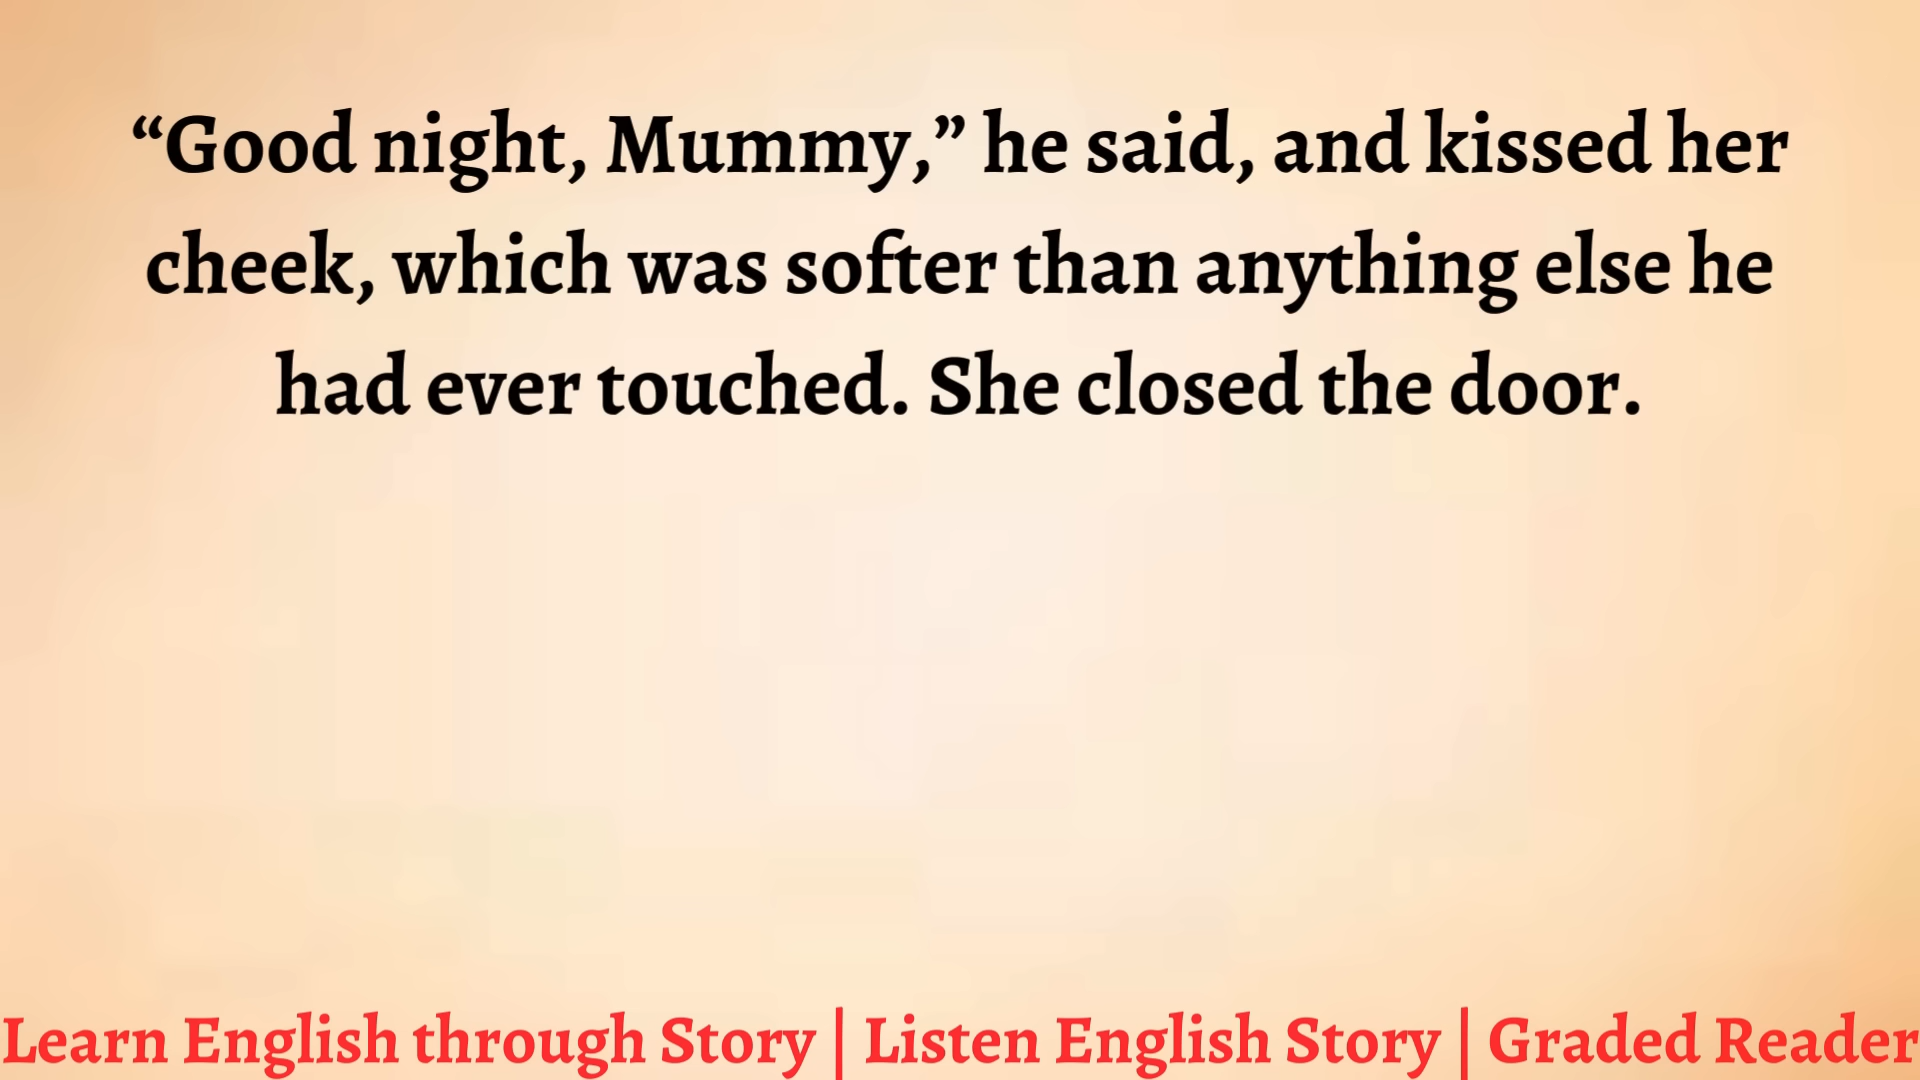 “Good night, Mummy,” he said, and kissed her
cheek, which was softer than anything else he
had ever touched. She closed the door.
Learn English through Story | Listen English Story | Graded Reader